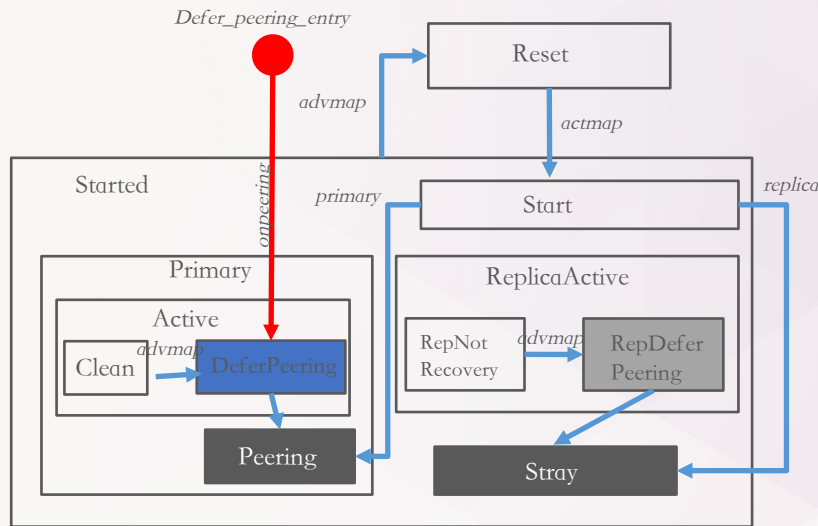 Defer_peering_entry
Reset
advmap
actmap
Started
onpeering
primary
Start
replica
Primary
ReplicaActive
Active
RepNot
Recovery
advmap
RepDefer
Peering
Clean
advmap
DeferPeering
Peering
Stray